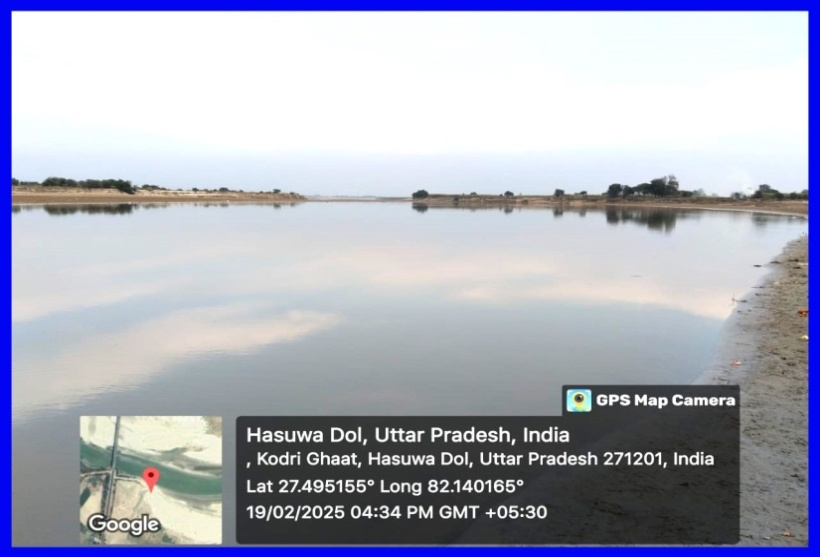 GPS Map Camera
Hasuwa Dol, Uttar Pradesh, India
, Kodri Ghaat, Hasuwa Dol, Uttar Pradesh 271201, India
Lat 27.495155° Long 82.140165°
19/02/2025 04:34 PM GMT +05:30
Google